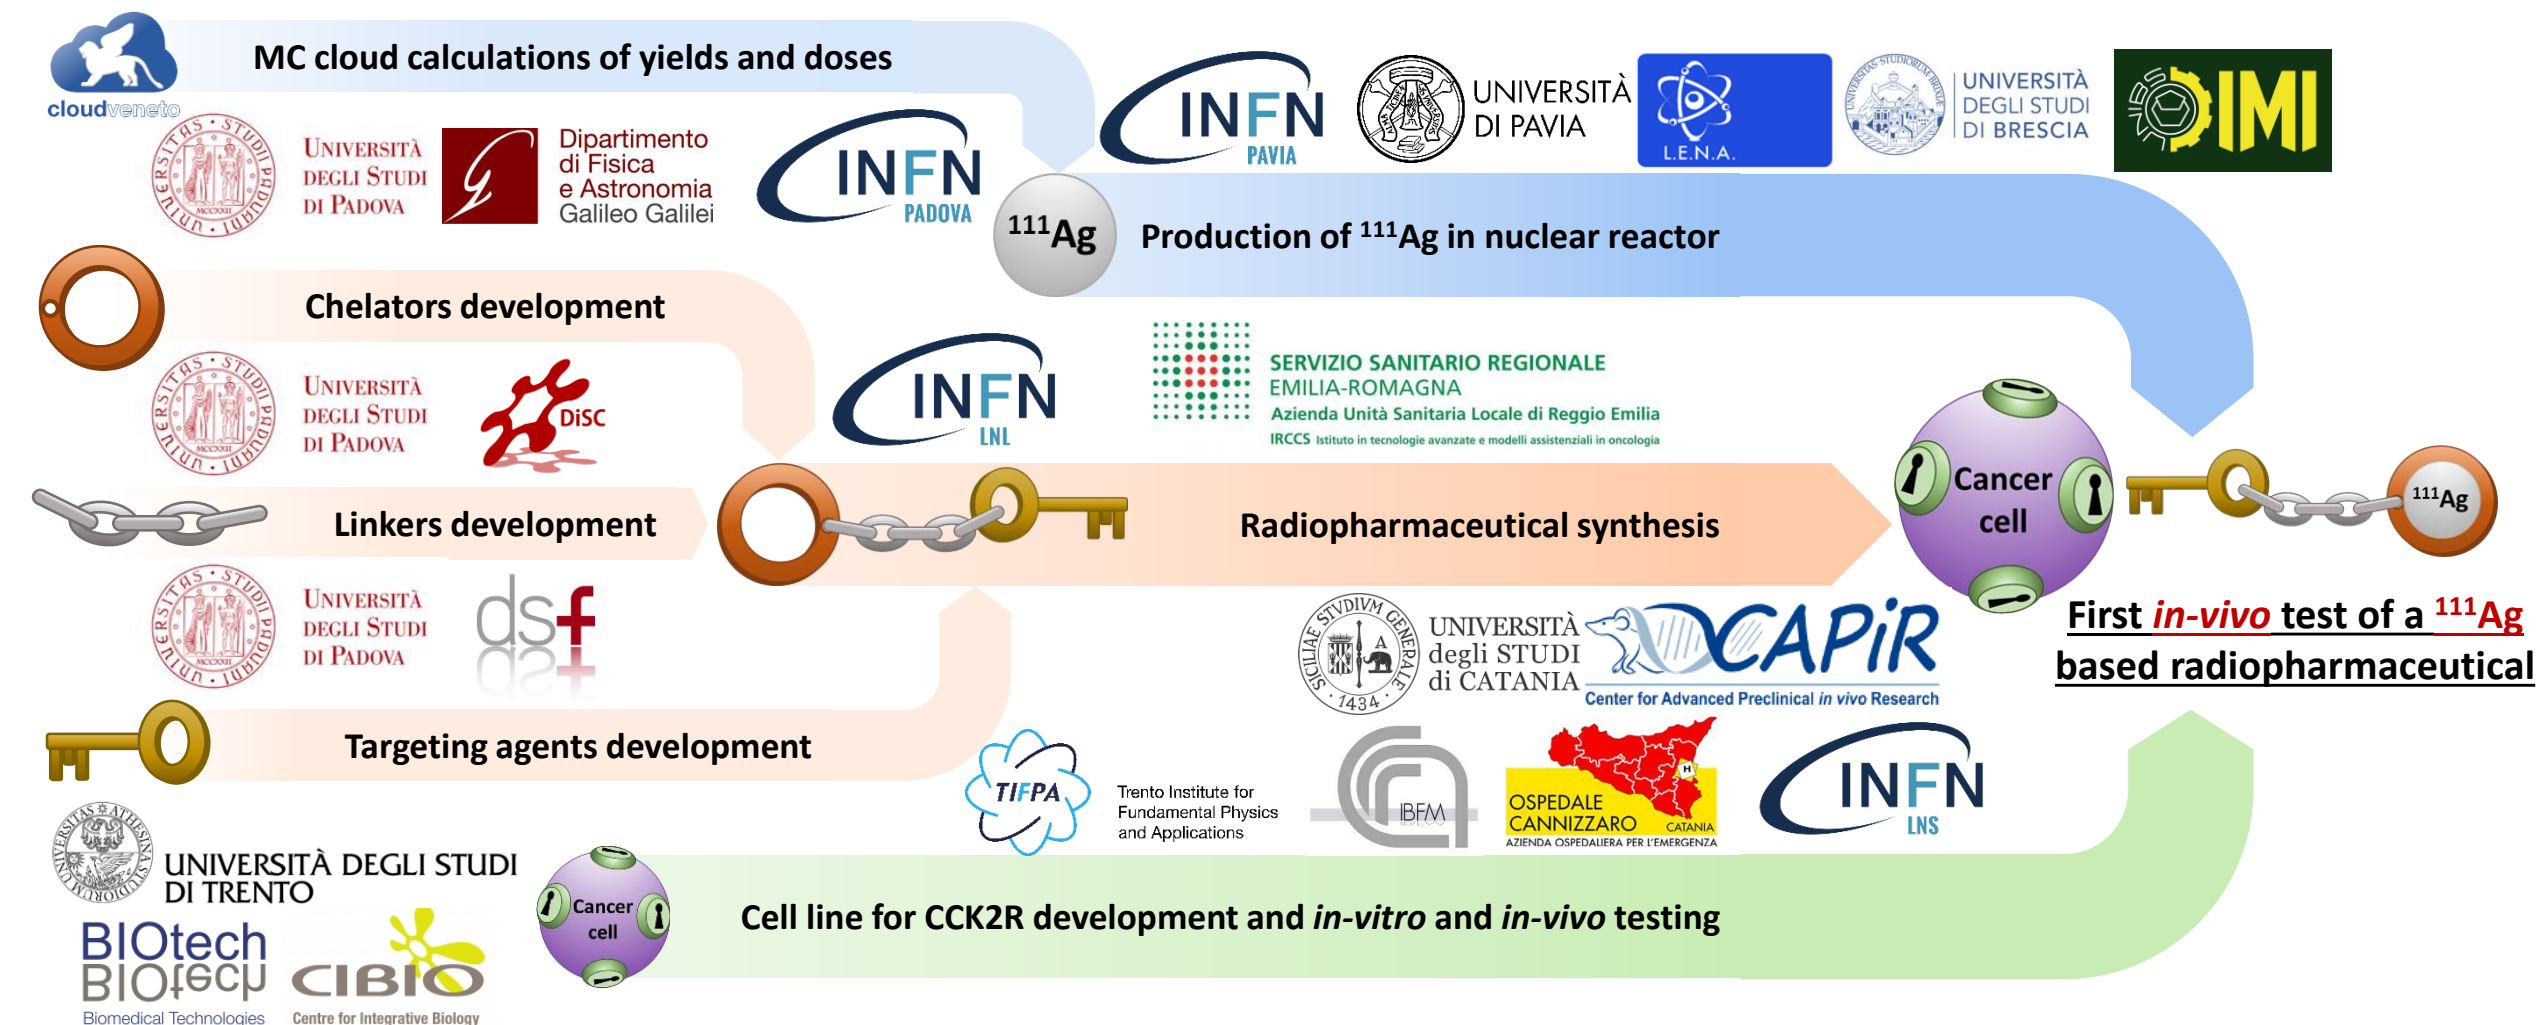 cloudveneto
MC cloud calculations of yields and doses
UNIVERSITÀ
DEGLI STUDI
DI PADOVA
Dipartimento
di Fisica
e Astronomia
Galileo Galilei
INFN
PADOVA
INFN
PAVIA
UNIVERSITÀ
DI PAVIA
L.E.N.A.
UNIVERSITÀ
DEGLI STUDI
DI BRESCIA
IMI
¹¹¹Ag
Production of ¹¹¹Ag in nuclear reactor
Chelators development
UNIVERSITÀ
DEGLI STUDI
DI PADOVA
DiSC
INFN
LNL
SERVIZIO SANITARIO REGIONALE
EMILIA-ROMAGNA
Azienda Unità Sanitaria Locale di Reggio Emilia
IRCCS Istituto in tecnologie avanzate e modelli assistenziali in oncologia
Linkers development
Radiopharmaceutical synthesis
Cancer
cell
¹¹¹Ag
UNIVERSITÀ
DEGLI STUDI
DI PADOVA
dsf
First in-vivo test of a ¹¹¹Ag
based radiopharmaceutical
SICILIAE STVDIVM GENERALE
1434
UNIVERSITÀ
degli STUDI
di CATANIA
CAPiR
Center for Advanced Preclinical in vivo Research
Targeting agents development
TIFPA
Trento Institute for
Fundamental Physics
and Applications
IBFM
H
OSPEDALE
CANNIZZARO
CATANIA
AZIENDA OSPEDALIERA PER L'EMERGENZA
INFN
LNS
UNIVERSITÀ DEGLI STUDI
DI TRENTO
BIOtech
Biomedical Technologies
CIBIO
Centre for Integrative Biology
Cancer
cell
Cell line for CCK2R development and in-vitro and in-vivo testing